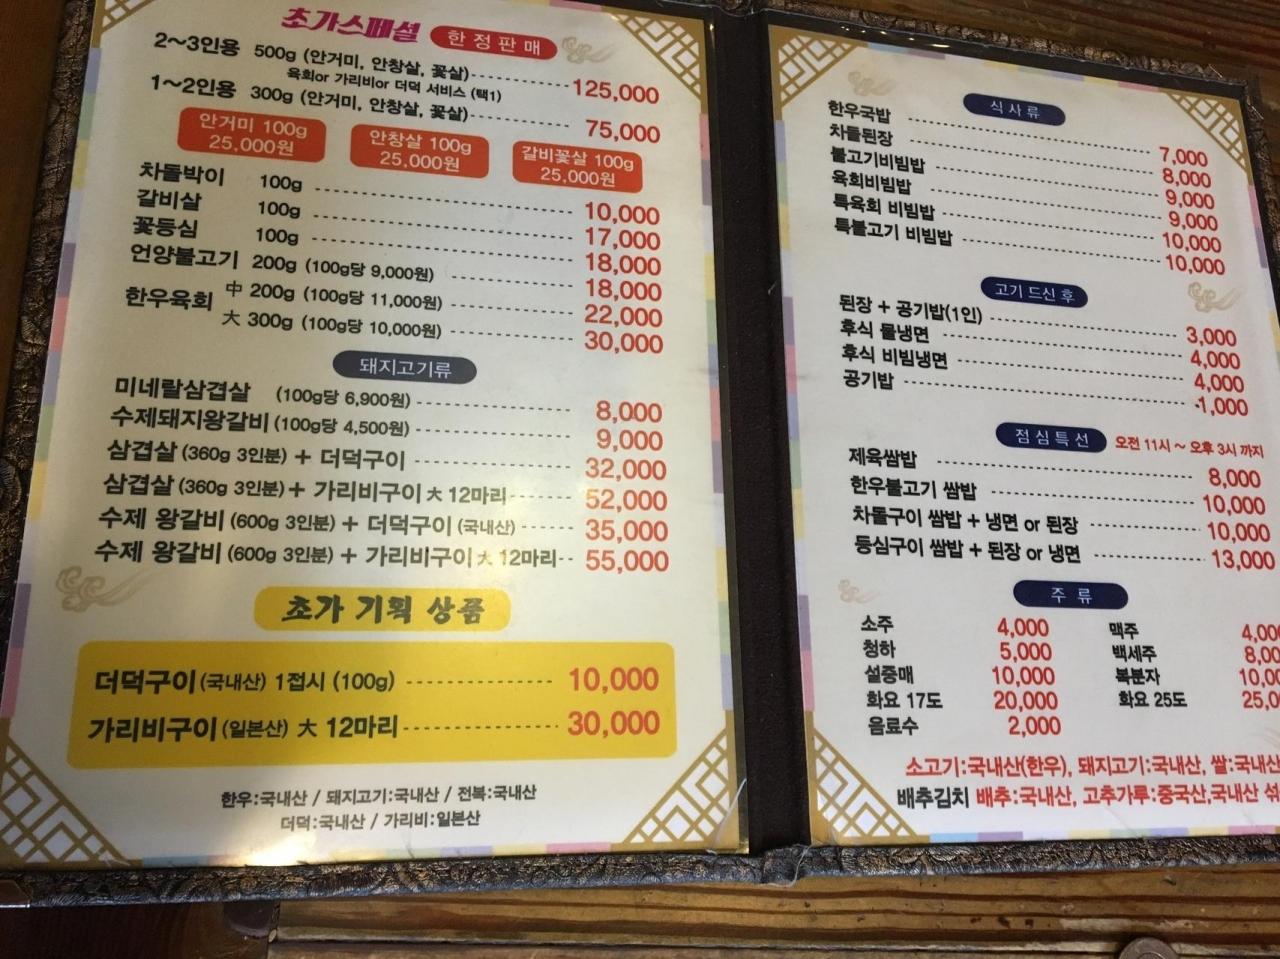 초가스페셜 한정판매
2~3인용 500g (안거미, 안창살, 꽃살) 125,000
육회or 가리비or 더덕 서비스 (택1)
1~2인용 300g (안거미, 안창살, 꽃살) 75,000
안거미 100g 안창살 100g 갈비꽃살 100g
25,000원 25,000원 25,000원
차돌박이 100g 10,000
갈비살 100g 17,000
꽃등심 100g 18,000
언양불고기 200g (100g당 9,000원) 18,000
한우육회 中 200g (100g당 11,000원) 22,000
大 300g (100g당 10,000원) 30,000
돼지고기류
미네랄삼겹살 (100g당 6,900원) 8,000
수제돼지왕갈비 (100g당 4,500원) 9,000
삼겹살 (360g 3인분) + 더덕구이 32,000
삼겹살 (360g 3인분) + 가리비구이 大 12마리 52,000
수제 왕갈비 (600g 3인분) + 더덕구이 (국내산) 35,000
수제 왕갈비 (600g 3인분) + 가리비구이 大 12마리 55,000
초가 기획 상품
더덕구이 (국내산) 1접시 (100g) 10,000
가리비구이 (일본산) 大 12마리 30,000
한우:국내산 / 돼지고기:국내산 / 전복:국내산
더덕:국내산 / 가리비:일본산
식사류
한우국밥 7,000
차돌된장 8,000
불고기비빔밥 9,000
육회비빔밥 9,000
특육회 비빔밥 10,000
특불고기 비빔밥 10,000
고기 드신 후
된장 + 공기밥(1인) 3,000
후식 물냉면 4,000
후식 비빔냉면 4,000
공기밥 1,000
점심특선 오전 11시 ~ 오후 3시 까지
제육쌈밥 8,000
한우불고기 쌈밥 10,000
차돌구이 쌈밥 + 냉면 or 된장 10,000
등심구이 쌈밥 + 된장 or 냉면 13,000
주류
소주 4,000 맥주 4,000
청하 5,000 백세주 8,00
설중매 10,000 복분자 10,00
화요 17도 20,000 화요 25도 25,0
음료수 2,000
소고기:국내산(한우), 돼지고기:국내산, 쌀:국내산
배추김치 배추:국내산, 고추가루:중국산,국내산 섞